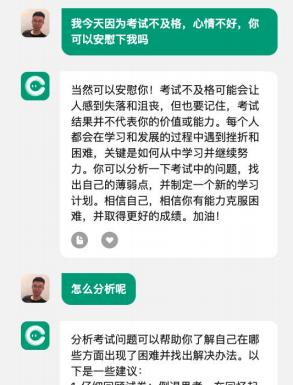 我今天因为考试不及格，心情不好，你
可以安慰下我吗
当然可以安慰你！考试不及格可能会让
人感到失落和沮丧，但也要记住，考试
结果并不代表你的价值或能力。每个人
都会在学习和发展的过程中遇到挫折和
困难，关键是如何从中学习并继续努
力。你可以分析一下考试中的问题，找
出自己的薄弱点，并制定一个新的学习
计划。相信自己，相信你有能力克服困
难，并取得更好的成绩。加油！
怎么分析呢
分析考试问题可以帮助你了解自己在哪
些方面出现了困难并找出解决办法。以
下是一些建议：